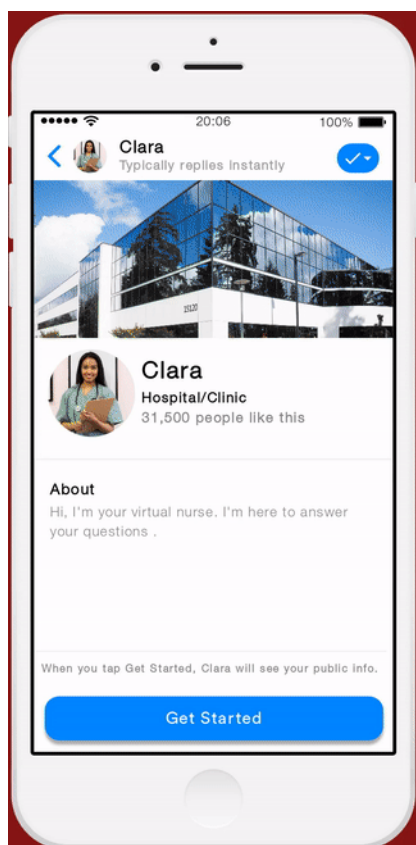 20:06
100%
Clara
Typically replies Instantly
15120
Clara
Hospital/Clinic
31,500 people like this
About
Hi, I'm your virtual nurse. I'm here to answer
your questions .
When you tap Get Started, Clara will see your public info.
Get Started